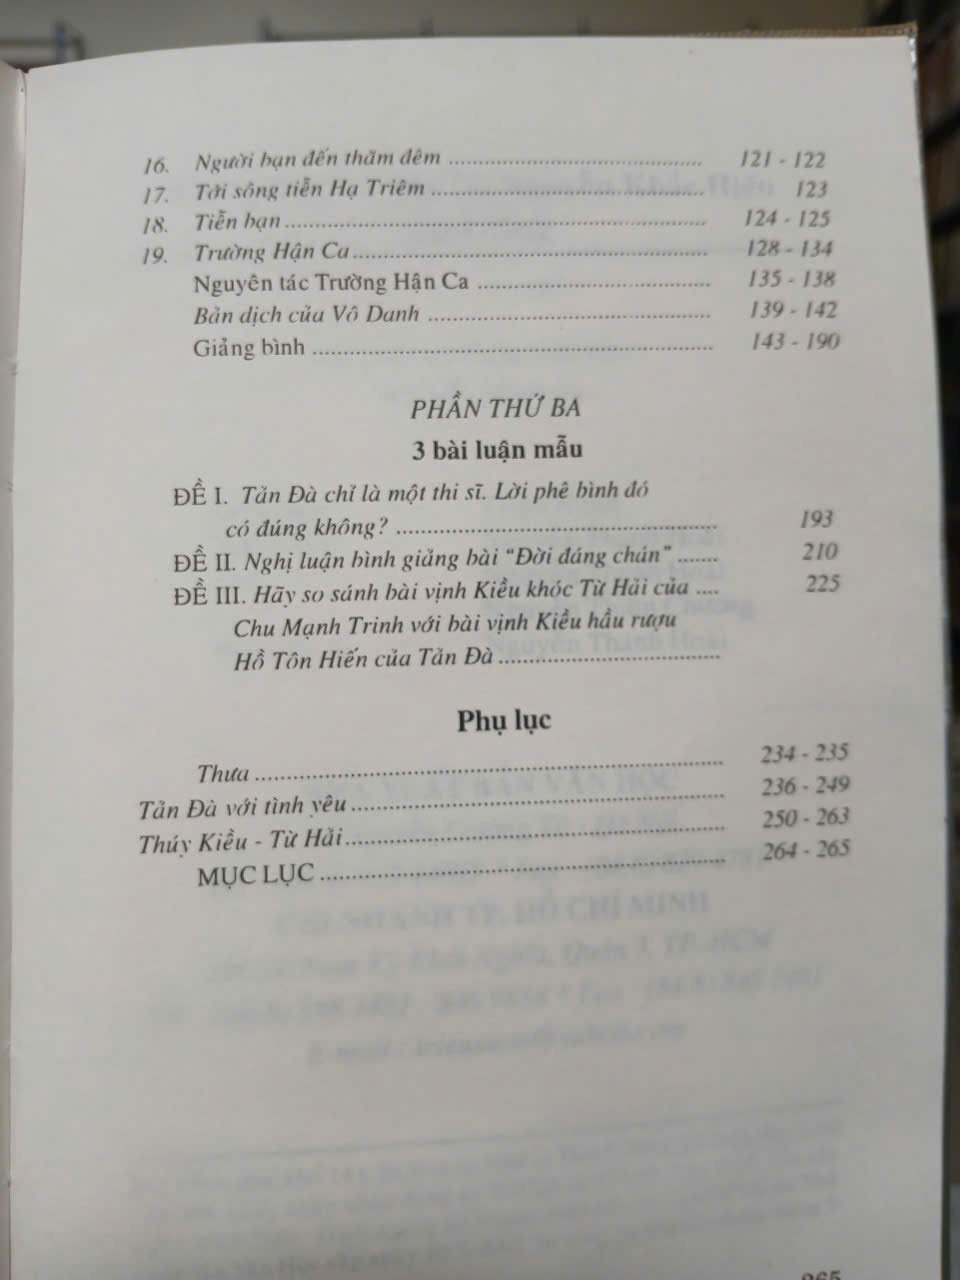 16. Người bạn đến thăm đêm ........ 121 - 122
17. Tới sông tiễn Hạ Triêm ........ 123
18. Tiễn bạn ........ 124 - 125
19. Trường Hận Ca ........ 128 - 134
Nguyên tác Trường Hận Ca ........ 135 - 138
Bản dịch của Vô Danh ........ 139 - 142
Giảng bình ........ 143 - 190
PHẦN THỨ BA
3 bài luận mẫu
ĐỀ I. Tản Đà chỉ là một thi sĩ. Lời phê bình đó
có đúng không? ........ 193
ĐỀ II. Nghị luận bình giảng bài “Đời đáng chán” ....... 210
ĐỀ III. Hãy so sánh bài vịnh Kiều khóc Từ Hải của .... 225
Chu Mạnh Trinh với bài vịnh Kiều hầu rượu
Hồ Tôn Hiến của Tản Đà ........
Phụ lục
Thưa ........ 234 - 235
Tản Đà với tình yêu ........ 236 - 249
Thúy Kiều - Từ Hải ........ 250 - 263
MỤC LỤC ........ 264 - 265
265